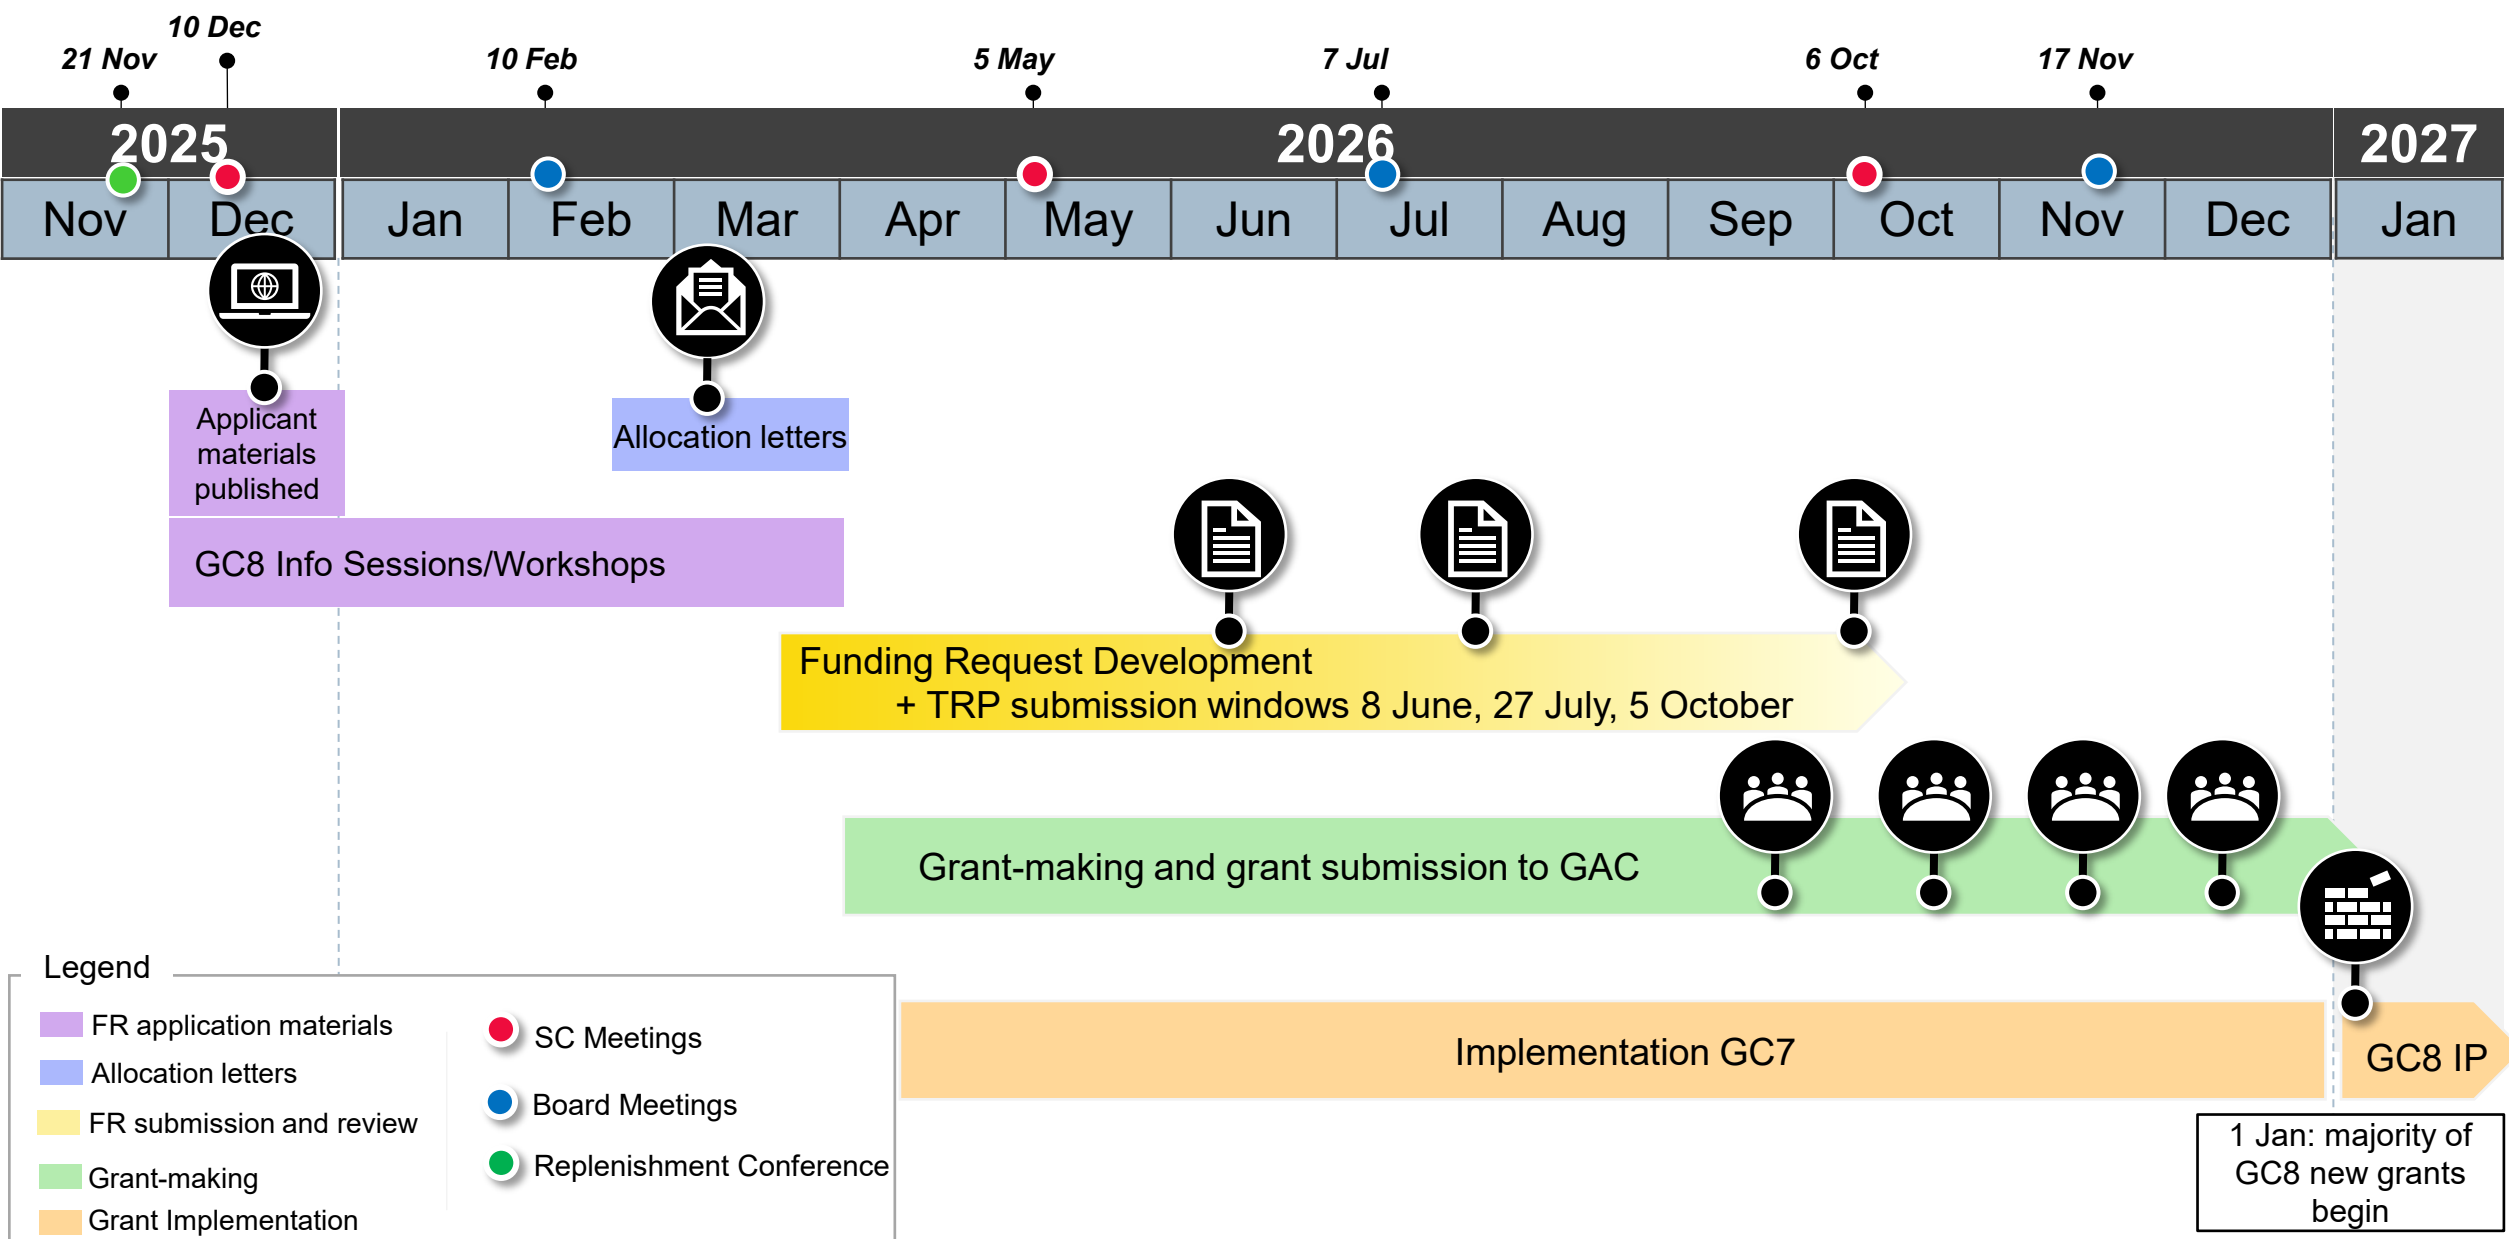 10 Dec
21 Nov
10 Feb
5 May
7 Jul
6 Oct
17 Nov
2025
2026
2027
Nov
Dec
Jan
Feb
Mar
Apr
May
Jun
Jul
Aug
Sep
Oct
Nov
Dec
Jan
Applicant
materials
published
Allocation letters
GC8 Info Sessions/Workshops
Funding Request Development
+ TRP submission windows 8 June, 27 July, 5 October
Grant-making and grant submission to GAC
Implementation GC7
GC8 IP
1 Jan: majority of
GC8 new grants
begin
Legend
FR application materials
Allocation letters
FR submission and review
Grant-making
Grant Implementation
SC Meetings
Board Meetings
Replenishment Conference